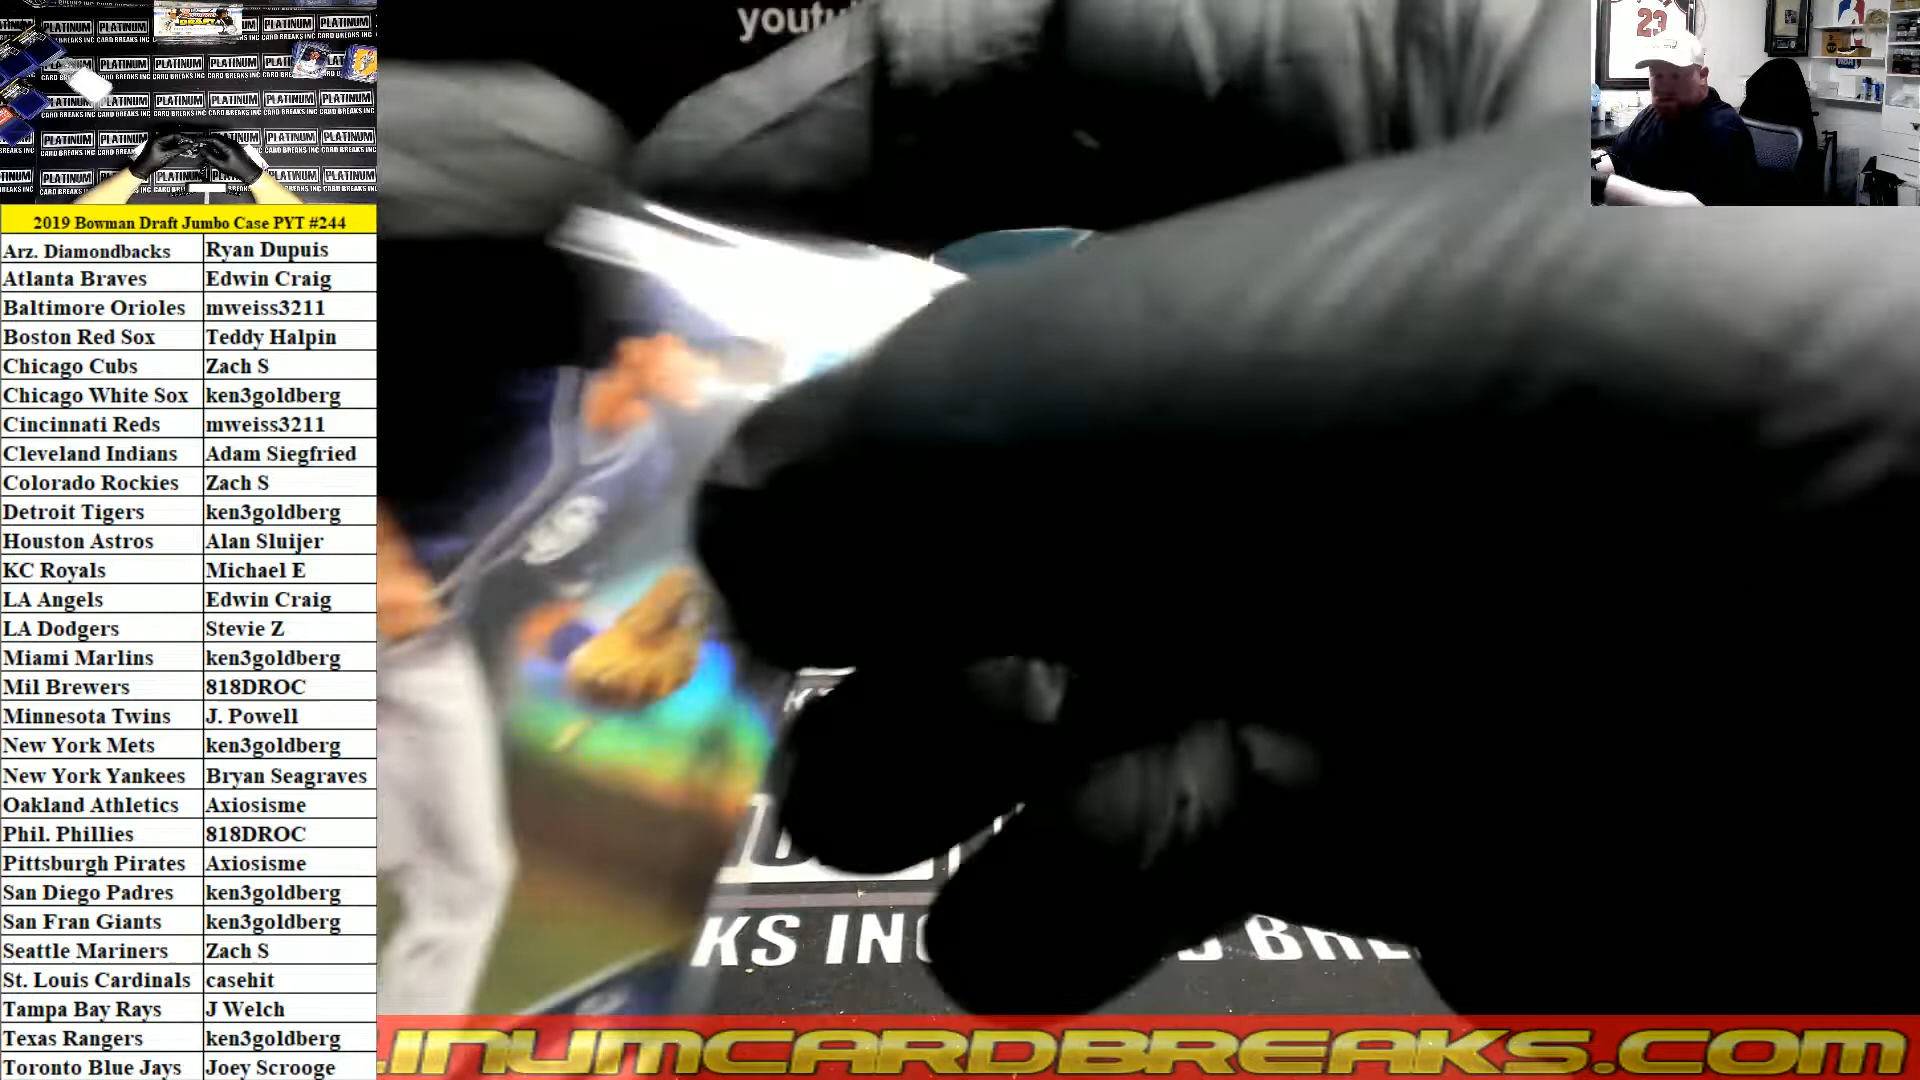 youtu
23
PLATINUM
CARD BREAKS INC
2019 Bowman Draft Jumbo Case PYT #244
Arz. Diamondbacks Ryan Dupuis
Atlanta Braves Edwin Craig
Baltimore Orioles mweiss3211
Boston Red Sox Teddy Halpin
Chicago Cubs Zach S
Chicago White Sox ken3goldberg
Cincinnati Reds mweiss3211
Cleveland Indians Adam Siegfried
Colorado Rockies Zach S
Detroit Tigers ken3goldberg
Houston Astros Alan Sluijer
KC Royals Michael E
LA Angels Edwin Craig
LA Dodgers Stevie Z
Miami Marlins ken3goldberg
Mil Brewers 818DROC
Minnesota Twins J. Powell
New York Mets ken3goldberg
New York Yankees Bryan Seagraves
Oakland Athletics Axiosisme
Phil. Phillies 818DROC
Pittsburgh Pirates Axiosisme
San Diego Padres ken3goldberg
San Fran Giants ken3goldberg
Seattle Mariners Zach S
St. Louis Cardinals casehit
Tampa Bay Rays J Welch
Texas Rangers ken3goldberg
Toronto Blue Jays Joey Scrooge
KS IN
D BRE
INUMCARDBREAKS.COM